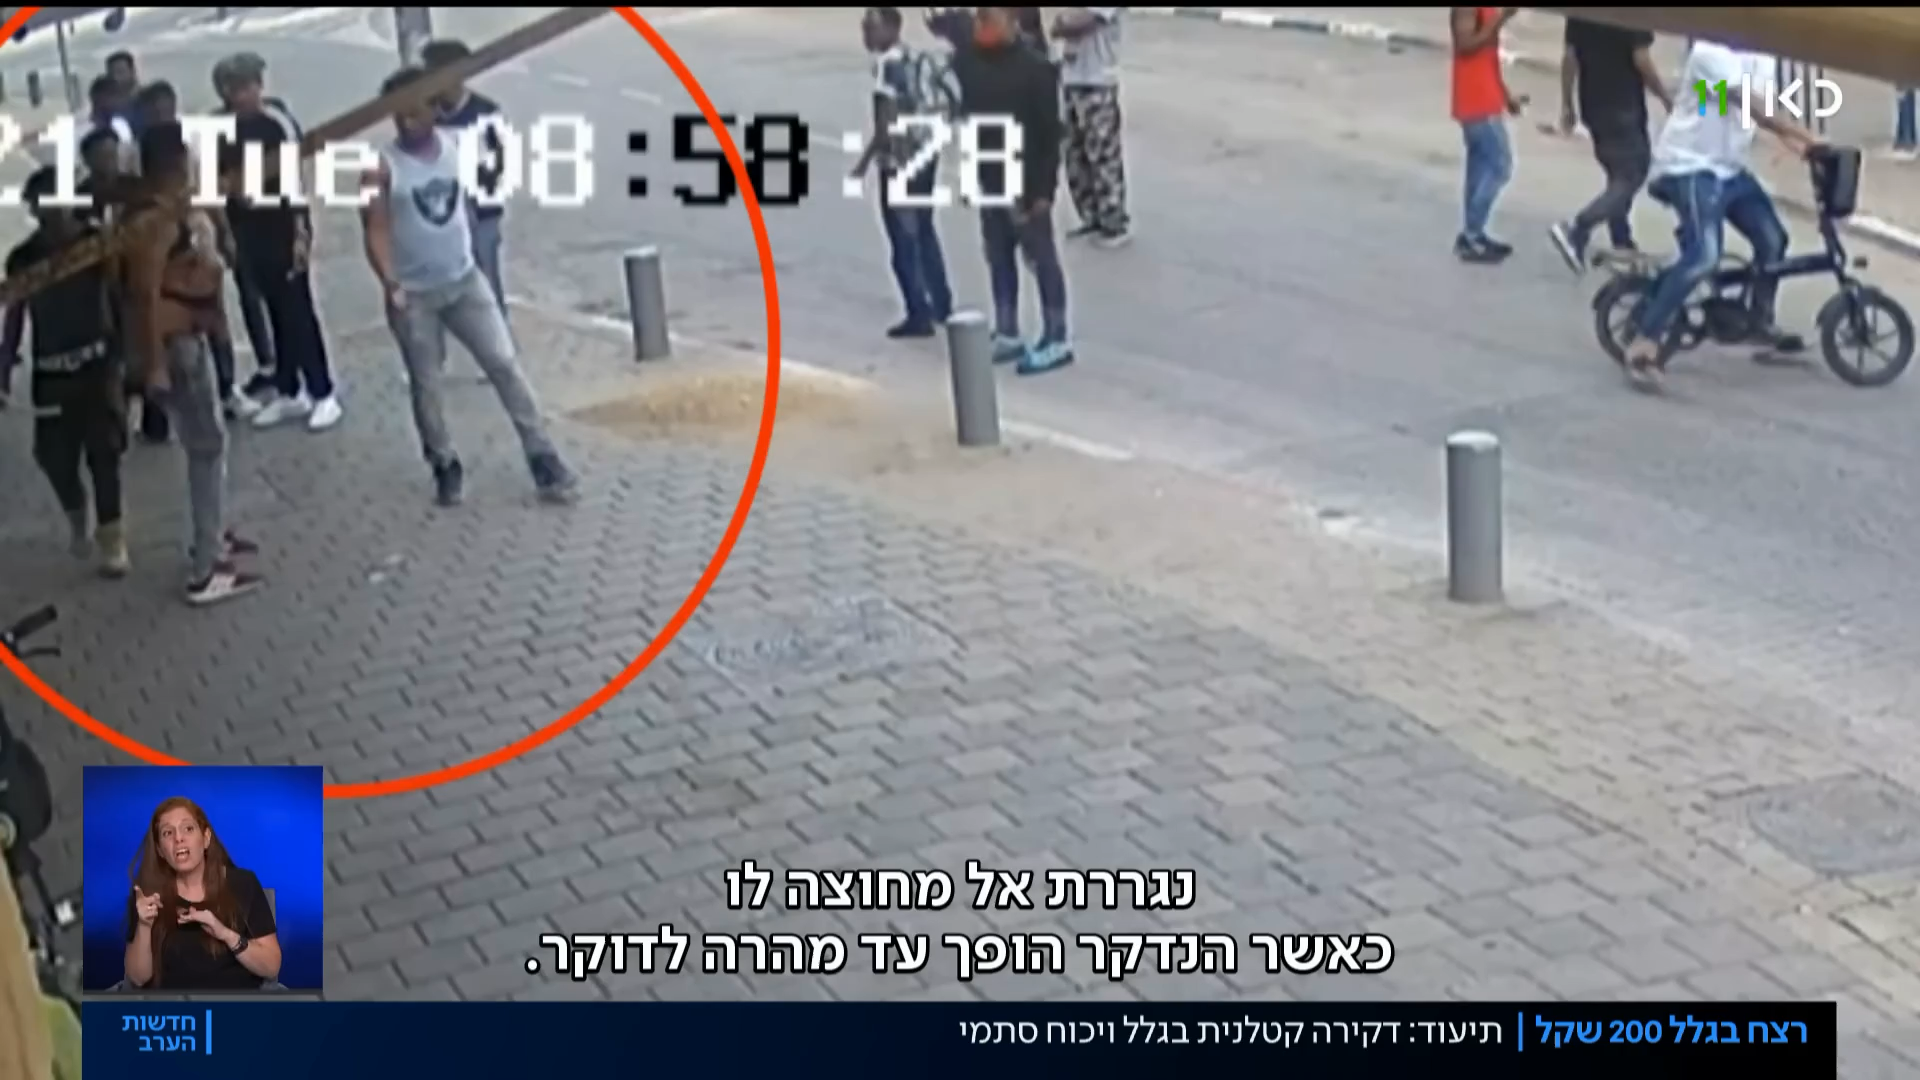 21 Tue 08:58:28
כאן|11
נגררת אל מחוצה לו
כאשר הנדקר הופך עד מהרה לדוקר.
רצח בגלל 200 שקל | תיעוד: דקירה קטלנית בגלל ויכוח סתמי
חדשות
הערב